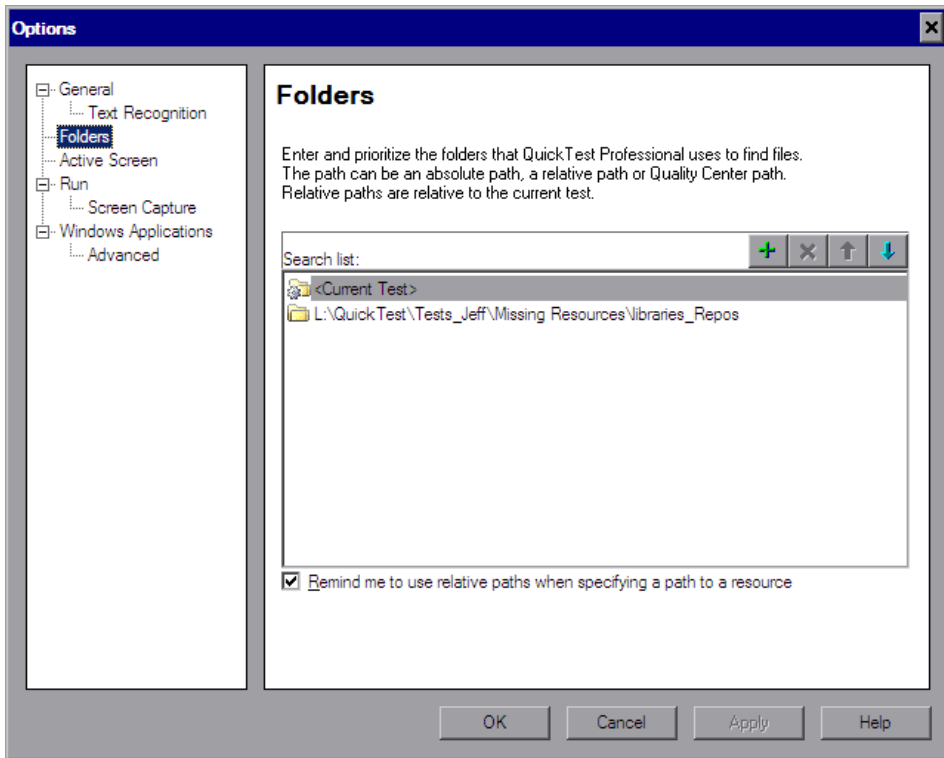 Options
General
Text Recognition
Folders
Active Screen
Run
Screen Capture
Windows Applications
Advanced
Folders
Enter and prioritize the folders that QuickTest Professional uses to find files.
The path can be an absolute path, a relative path or Quality Center path.
Relative paths are relative to the current test.
Search list:
<Current Test>
L:\QuickTest\Tests_Jeff\Missing Resources\libraries_Repos
Remind me to use relative paths when specifying a path to a resource
OK Cancel Apply Help